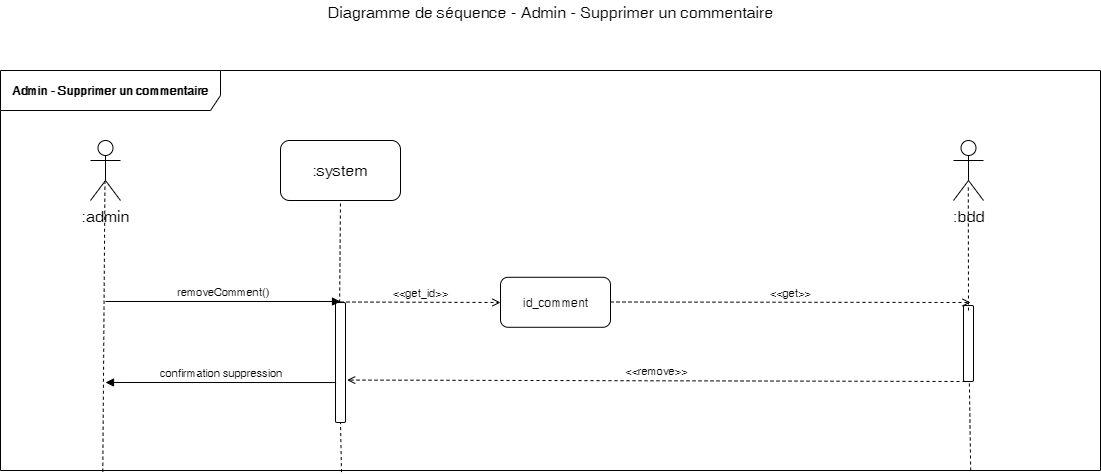 Diagramme de séquence - Admin - Supprimer un commentaire
Admin - Supprimer un commentaire
:system
:admin
:bdd
removeComment()
<<get_id>>
id_comment
<<get>>
confirmation suppression
<<remove>>